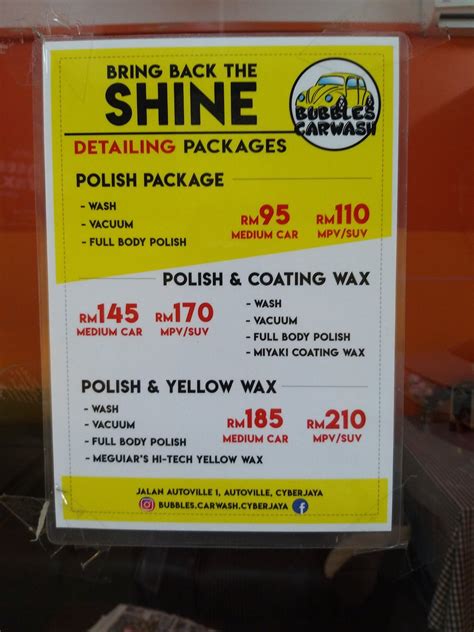 BRING BACK THE
SHINE
BUBBLES
CARWASH
DETAILING PACKAGES
POLISH PACKAGE
- WASH
- VACUUM
- FULL BODY POLISH
RM95 RM110
MEDIUM CAR MPV/SUV
POLISH & COATING WAX
RM145 RM170
MEDIUM CAR MPV/SUV
- WASH
- VACUUM
- FULL BODY POLISH
- MIYAKI COATING WAX
POLISH & YELLOW WAX
- WASH
- VACUUM
- FULL BODY POLISH
- MEGUIAR'S HI-TECH YELLOW WAX
RM185 RM210
MEDIUM CAR MPV/SUV
JALAN AUTOVILLE 1, AUTOVILLE, CYBERJAYA
BUBBLES.CARWASH.CYBERJAYA